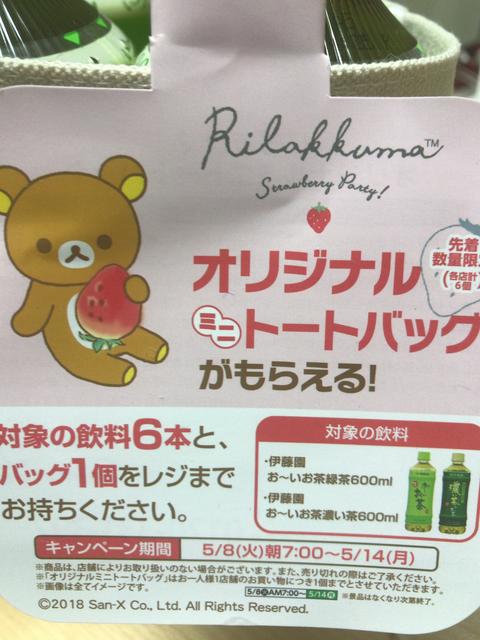 Rilakkuma™
Strawberry Party!
先着
数量限定
(各店計
6個)
オリジナル
ミニトートバッグ
がもらえる!
対象の飲料6本と、
バッグ1個をレジまで
お持ちください。
対象の飲料
・伊藤園
お～いお茶緑茶600ml
・伊藤園
お～いお茶濃い茶600ml
キャンペーン期間 5/8(火)朝7:00～5/14(月)
※商品は、店舗によりお取り扱いのない場合がございます。また、売り切れの際はご了承ください。
※「オリジナルミニトートバッグ」はお一人様1店舗のお買い物につき1個までとさせていただきます。
※画像は全てイメージです。 5/8火AM7:00～5/14月 ※景品はなくなり次第終了。
©2018 San-X Co., Ltd. All Rights Reserved.